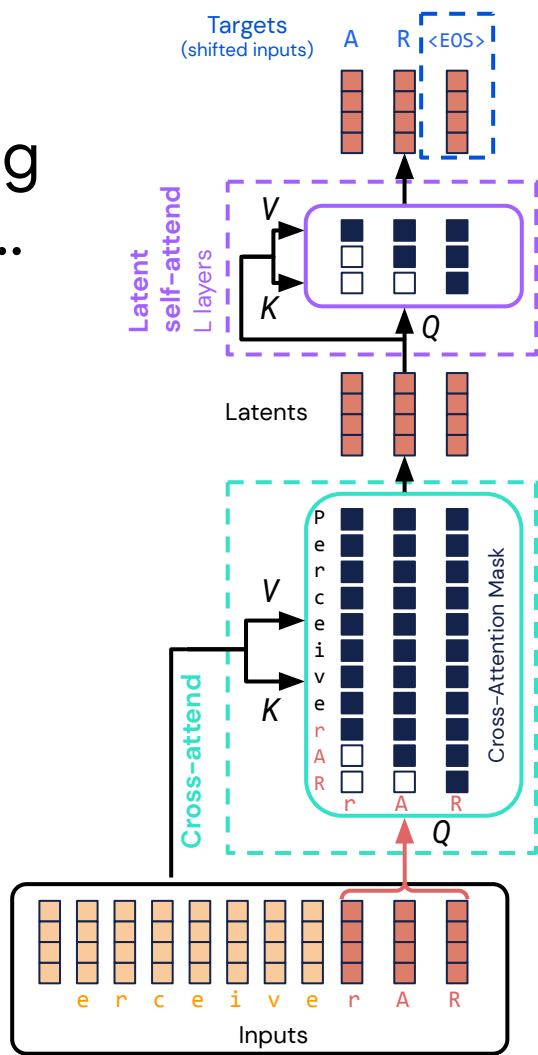 Targets
(shifted inputs)
A R <EOS>
g
..
V
K
Q
Latent
self-attend
L layers
Latents
P
e
r
c
e
i
v
e
r
A
R
r A R
Cross-Attention Mask
V
K
Q
Cross-attend
e r c e i v e r A R
Inputs